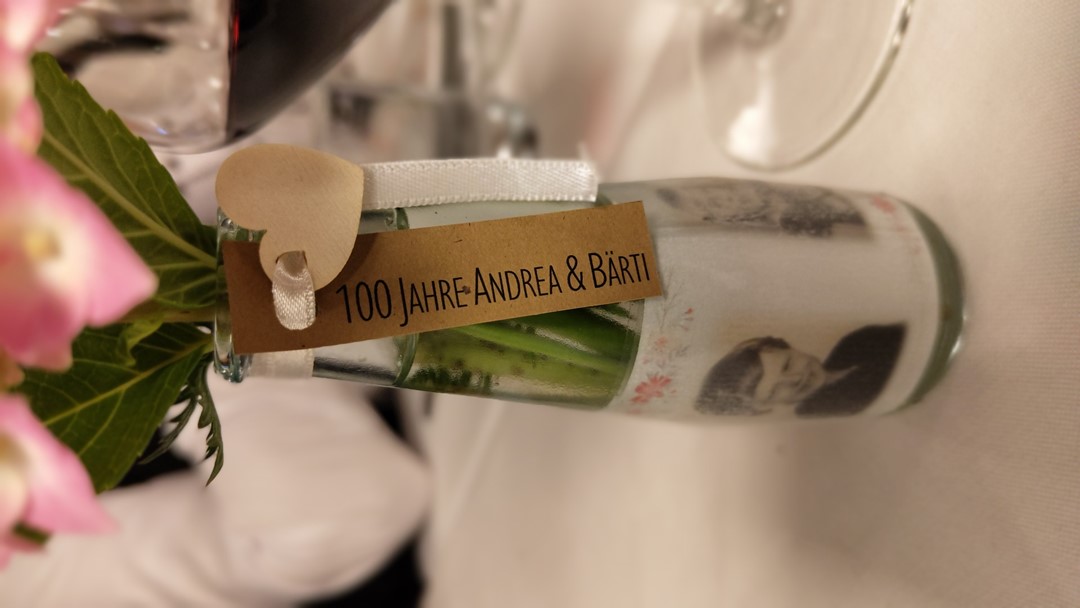 100 JAHRE ANDREA & BÄRTI